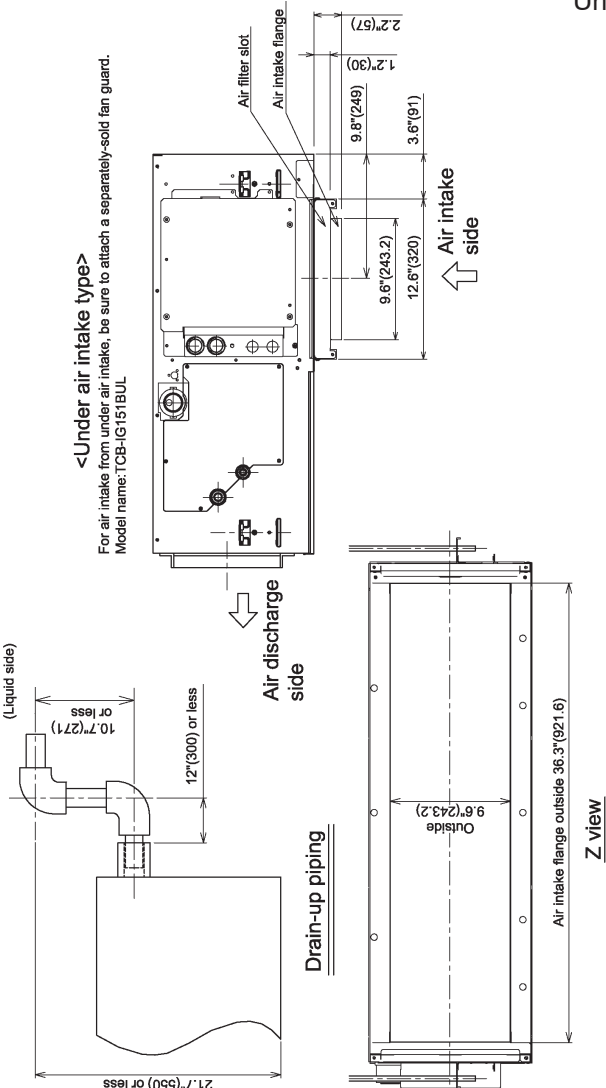 (Liquid side)
10.7"(271)
or less
12"(300) or less
21.7"(550) or less
Drain-up piping
<Under air intake type>
For air intake from under air intake, be sure to attach a separately-sold fan guard.
Model name:TCB-IG151BUL
Air discharge
side
Air filter slot
Air intake flange
2.2"(57)
1.2"(30)
9.8"(249)
3.6"(91)
9.6"(243.2)
12.6"(320)
Air intake
side
Outside
9.6"(243.2)
Air intake flange outside 36.3"(921.6)
Z view